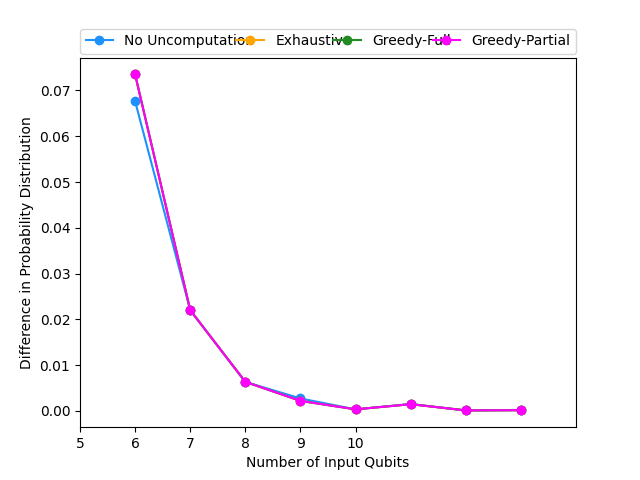 No Uncomputation Exhaustive Greedy-Full Greedy-Partial
0.07
0.06
0.05
0.04
0.03
0.02
0.01
0.00
Difference in Probability Distribution
5 6 7 8 9 10
Number of Input Qubits